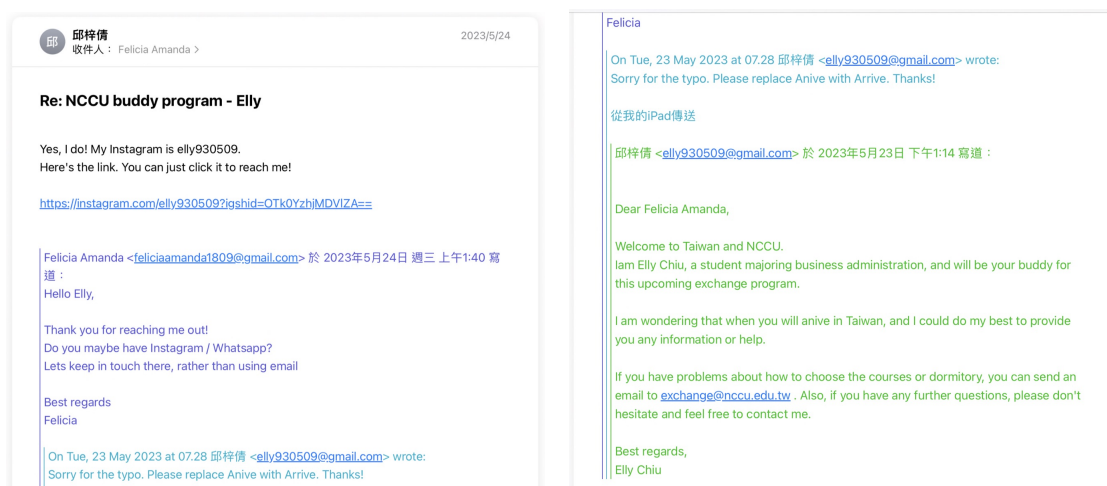 邱
邱梓倩
2023/5/24
收件人： Felicia Amanda >
Re: NCCU buddy program - Elly
Yes, I do! My Instagram is elly930509.
Here's the link. You can just click it to reach me!
https://instagram.com/elly930509?igshid=OTk0YzhjMDVlZA==
Felicia Amanda <feliciaamanda1809@gmail.com> 於 2023年5月24日 週三 上午1:40 寫
道：
Hello Elly,
Thank you for reaching me out!
Do you maybe have Instagram / Whatsapp?
Lets keep in touch there, rather than using email
Best regards
Felicia
On Tue, 23 May 2023 at 07.28 邱梓倩 <elly930509@gmail.com> wrote:
Sorry for the typo. Please replace Anive with Arrive. Thanks!
Felicia
On Tue, 23 May 2023 at 07.28 邱梓倩 <elly930509@gmail.com> wrote:
Sorry for the typo. Please replace Anive with Arrive. Thanks!
從我的iPad傳送
邱梓倩 <elly930509@gmail.com> 於 2023年5月23日 下午1:14 寫道：
Dear Felicia Amanda,
Welcome to Taiwan and NCCU.
Iam Elly Chiu, a student majoring business administration, and will be your buddy for
this upcoming exchange program.
I am wondering that when you will anive in Taiwan, and I could do my best to provide
you any information or help.
If you have problems about how to choose the courses or dormitory, you can send an
email to exchange@nccu.edu.tw . Also, if you have any further questions, please don't
hesitate and feel free to contact me.
Best regards,
Elly Chiu